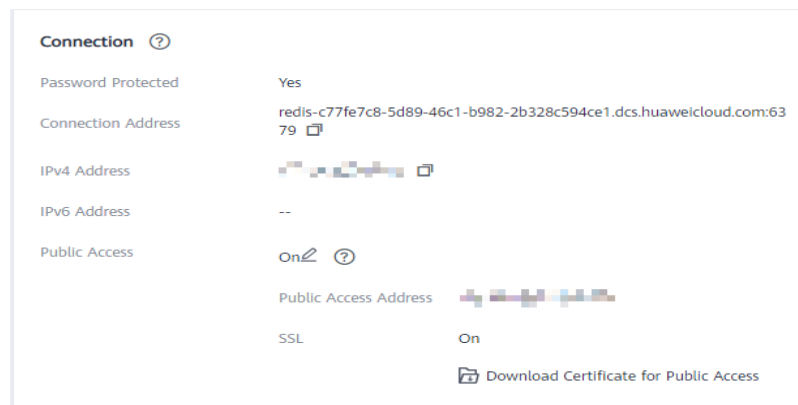 Connection
Password Protected Yes
Connection Address redis-c77fe7c8-5d89-46c1-b982-2b328c594ce1.dcs.huaweicloud.com:63
79
IPv4 Address
IPv6 Address --
Public Access On
Public Access Address
SSL On
Download Certificate for Public Access